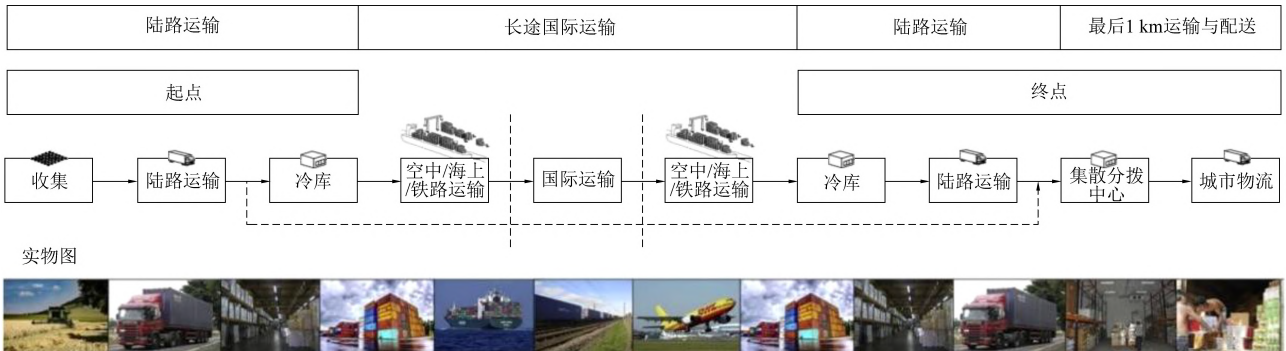 陆路运输
长途国际运输
陆路运输
最后1 km运输与配送
起点
终点
收集
陆路运输
冷库
空中/海上
/铁路运输
国际运输
空中/海上
/铁路运输
冷库
陆路运输
集散分拨
中心
城市物流
实物图